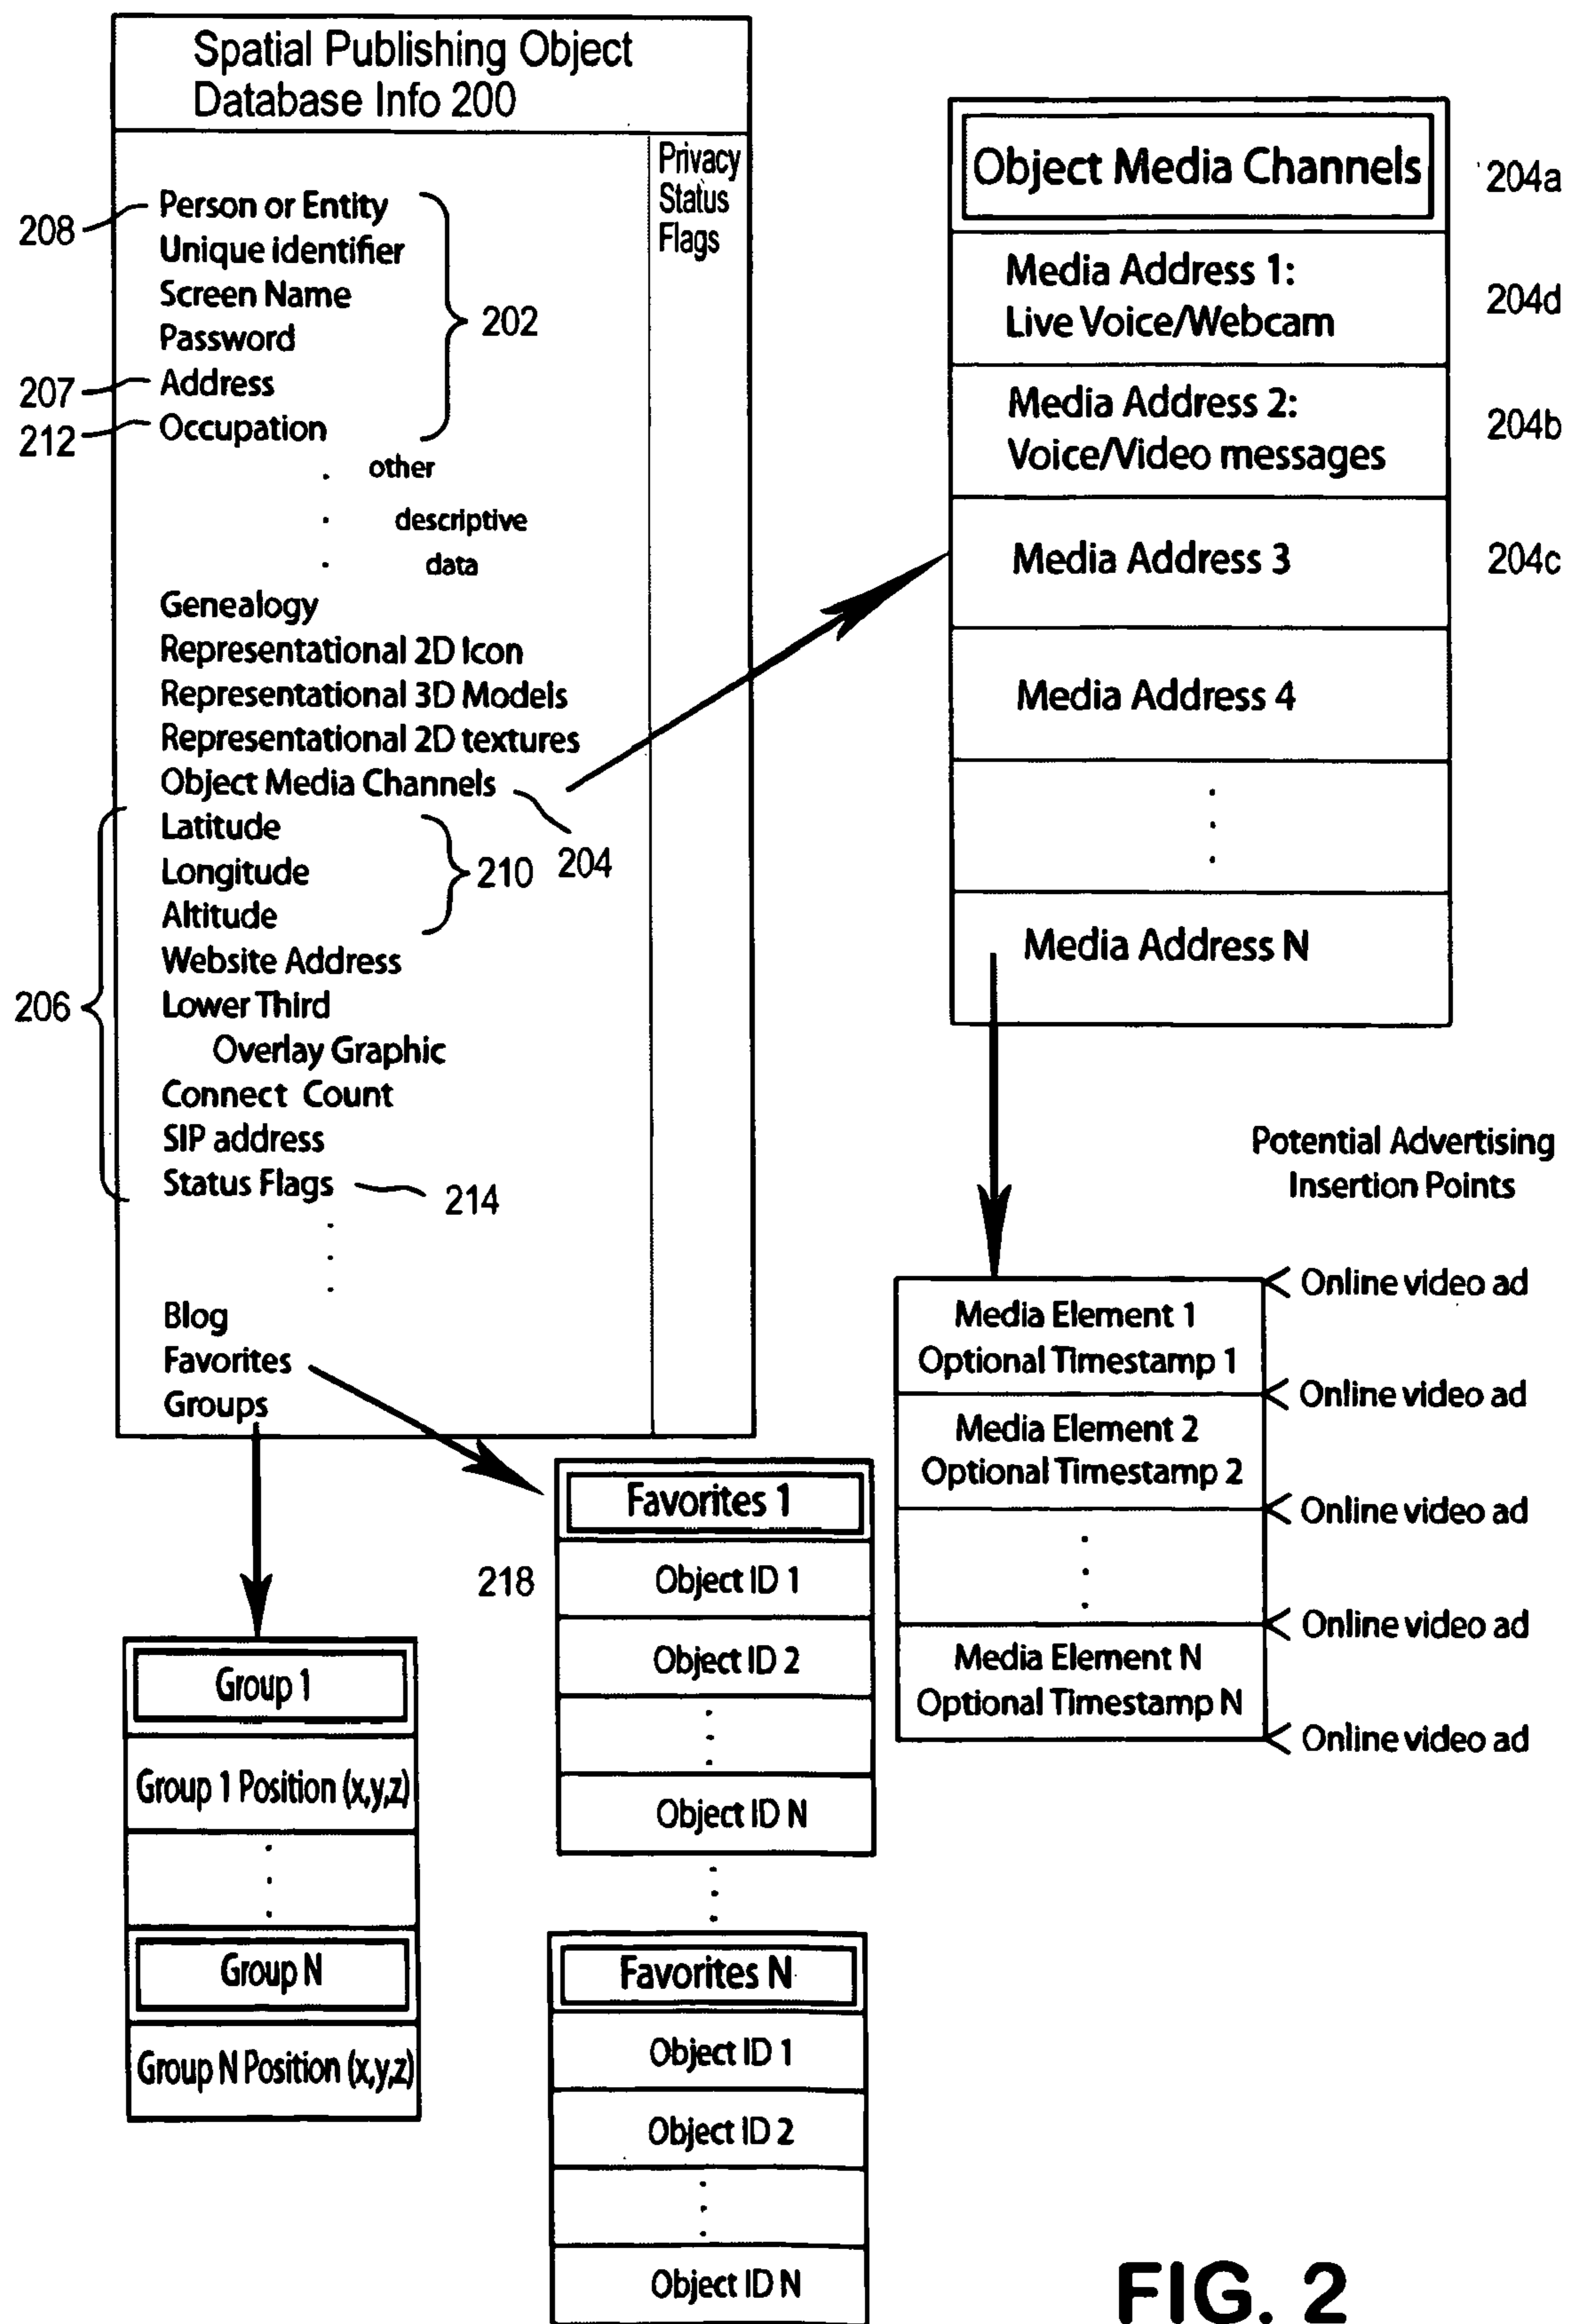 Spatial Publishing Object
Database Info 200
Privacy
Status
Flags
208
Person or Entity
Unique identifier
Screen Name
Password
202
207
Address
212
Occupation
other
descriptive
data
Genealogy
Representational 2D Icon
Representational 3D Models
Representational 2D textures
Object Media Channels
204
206
Latitude
Longitude
Altitude
210
Website Address
Lower Third
Overlay Graphic
Connect Count
SIP address
Status Flags
214
Blog
Favorites
Groups
Object Media Channels
204a
Media Address 1:
Live Voice/Webcam
204d
Media Address 2:
Voice/Video messages
204b
Media Address 3
204c
Media Address 4
Media Address N
Potential Advertising
Insertion Points
Online video ad
Media Element 1
Optional Timestamp 1
Online video ad
Media Element 2
Optional Timestamp 2
Online video ad
Online video ad
Media Element N
Optional Timestamp N
Online video ad
Favorites 1
218
Object ID 1
Object ID 2
Object ID N
Favorites N
Object ID 1
Object ID 2
Object ID N
Group 1
Group 1 Position (x,y,z)
Group N
Group N Position (x,y,z)
FIG. 2